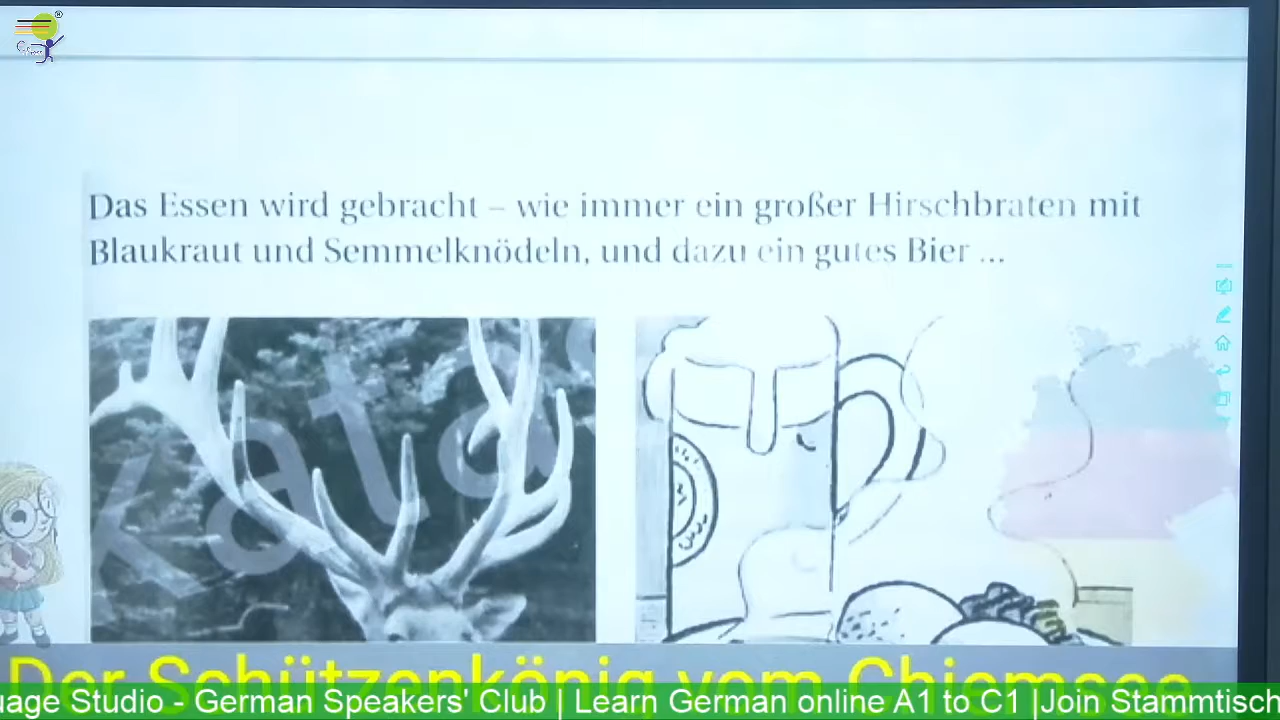 Das Essen wird gebracht – wie immer ein großer Hirschbraten mit
Blaukraut und Semmelknödeln, und dazu ein gutes Bier ...
Der Schützenkönig vom Chiemsee
uage Studio - German Speakers' Club | Learn German online A1 to C1 |Join Stammtisch